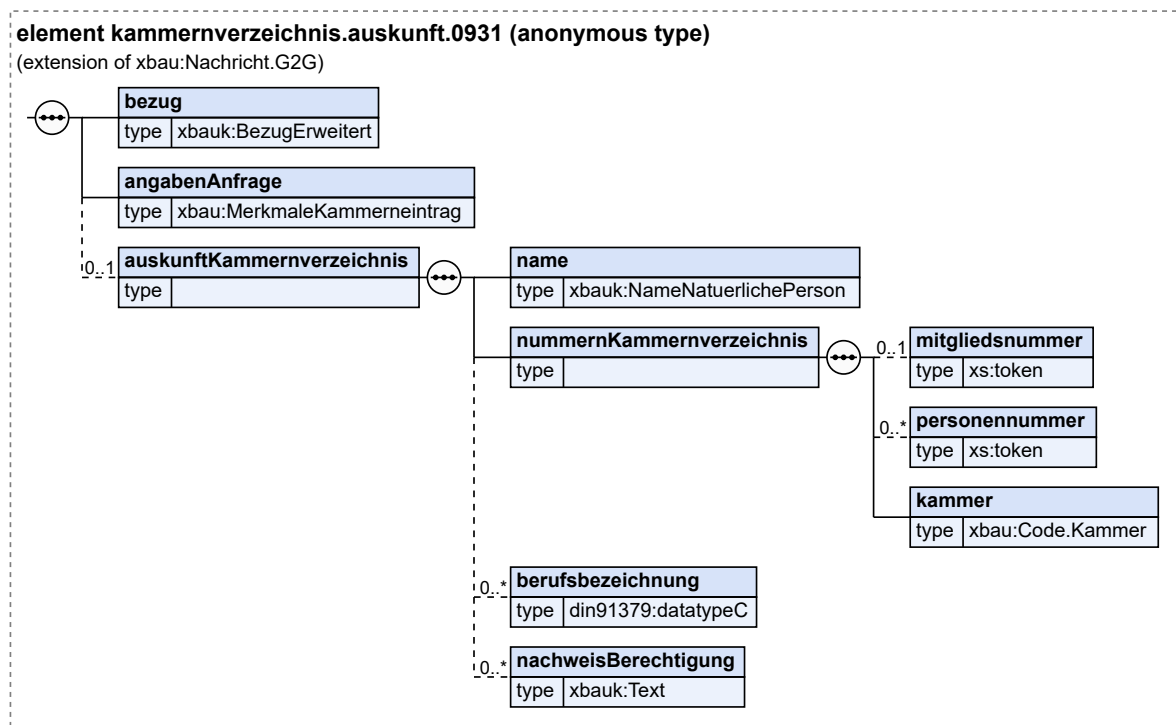 element kammernverzeichnis.auskunft.0931 (anonymous type)
(extension of xbau:Nachricht.G2G)
bezug
type xbauk:BezugErweitert
angabenAnfrage
type xbau:MerkmaleKammerneintrag
0..1
auskunftKammernverzeichnis
type
name
type xbauk:NameNatuerlichePerson
nummernKammernverzeichnis
type
0..1
mitgliedsnummer
type xs:token
0..*
personennummer
type xs:token
kammer
type xbau:Code.Kammer
0..*
berufsbezeichnung
type din91379:datatypeC
0..*
nachweisBerechtigung
type xbauk:Text